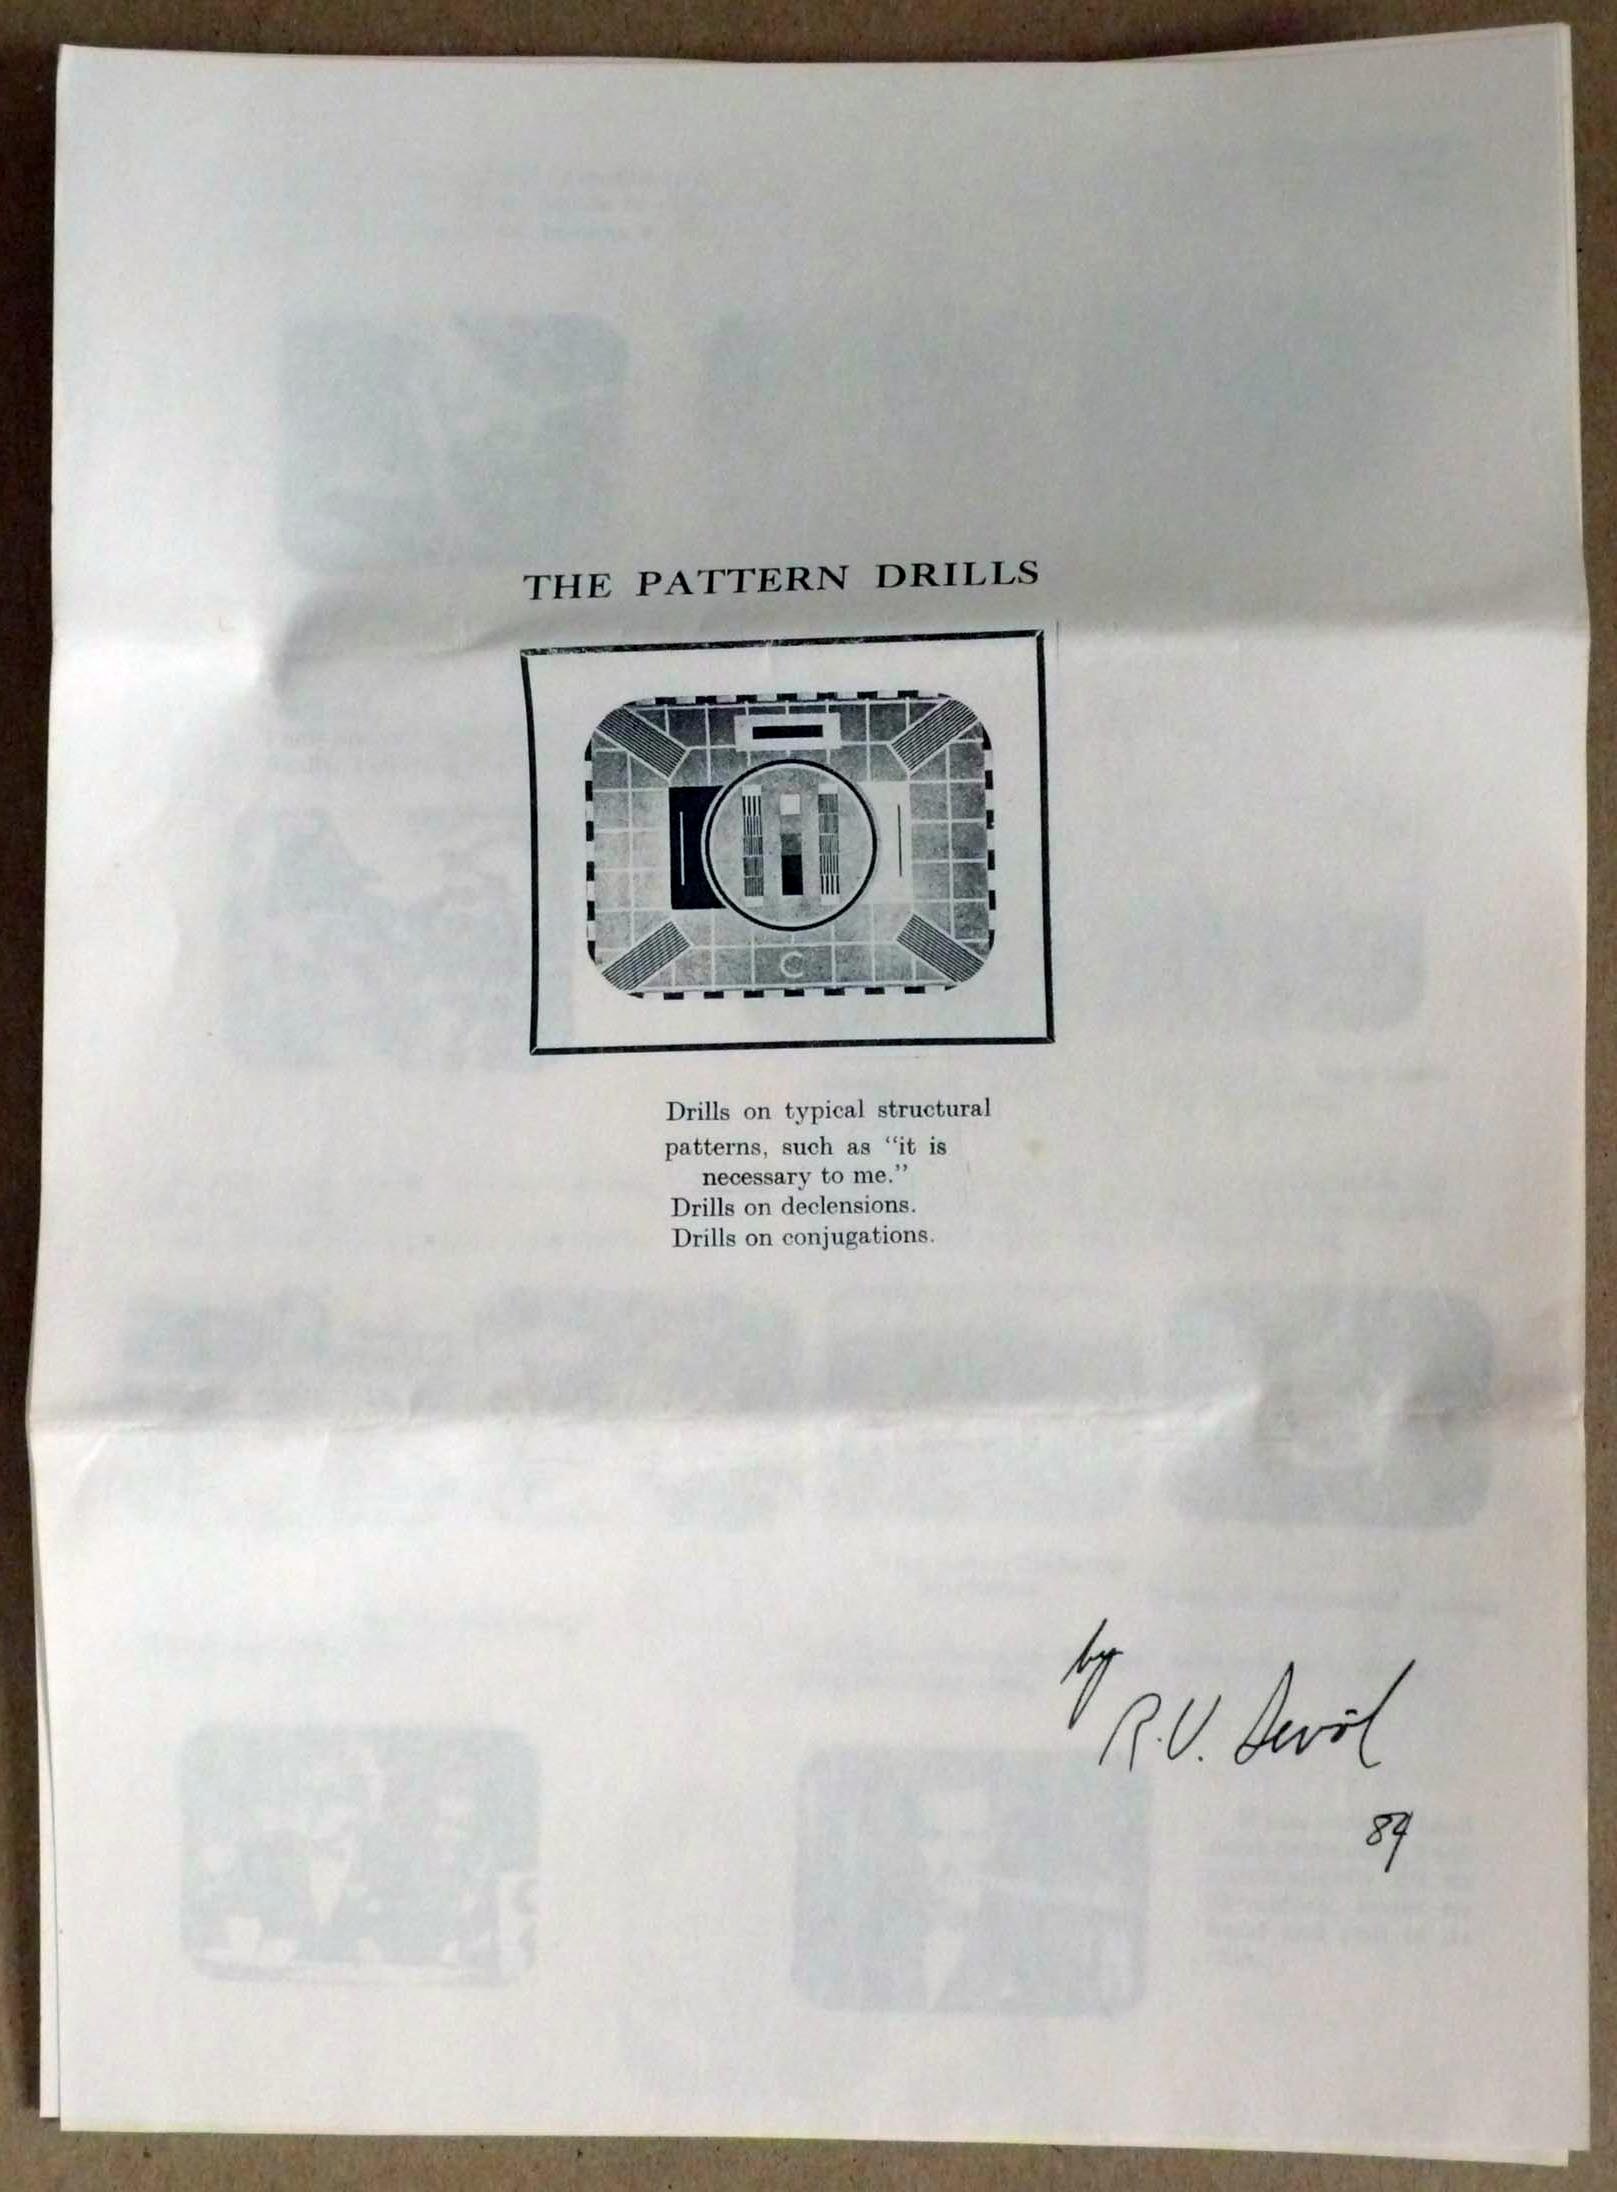 THE PATTERN DRILLS
C
Drills on typical structural
patterns, such as “it is
necessary to me.”
Drills on declensions.
Drills on conjugations.
by
R.V.
84